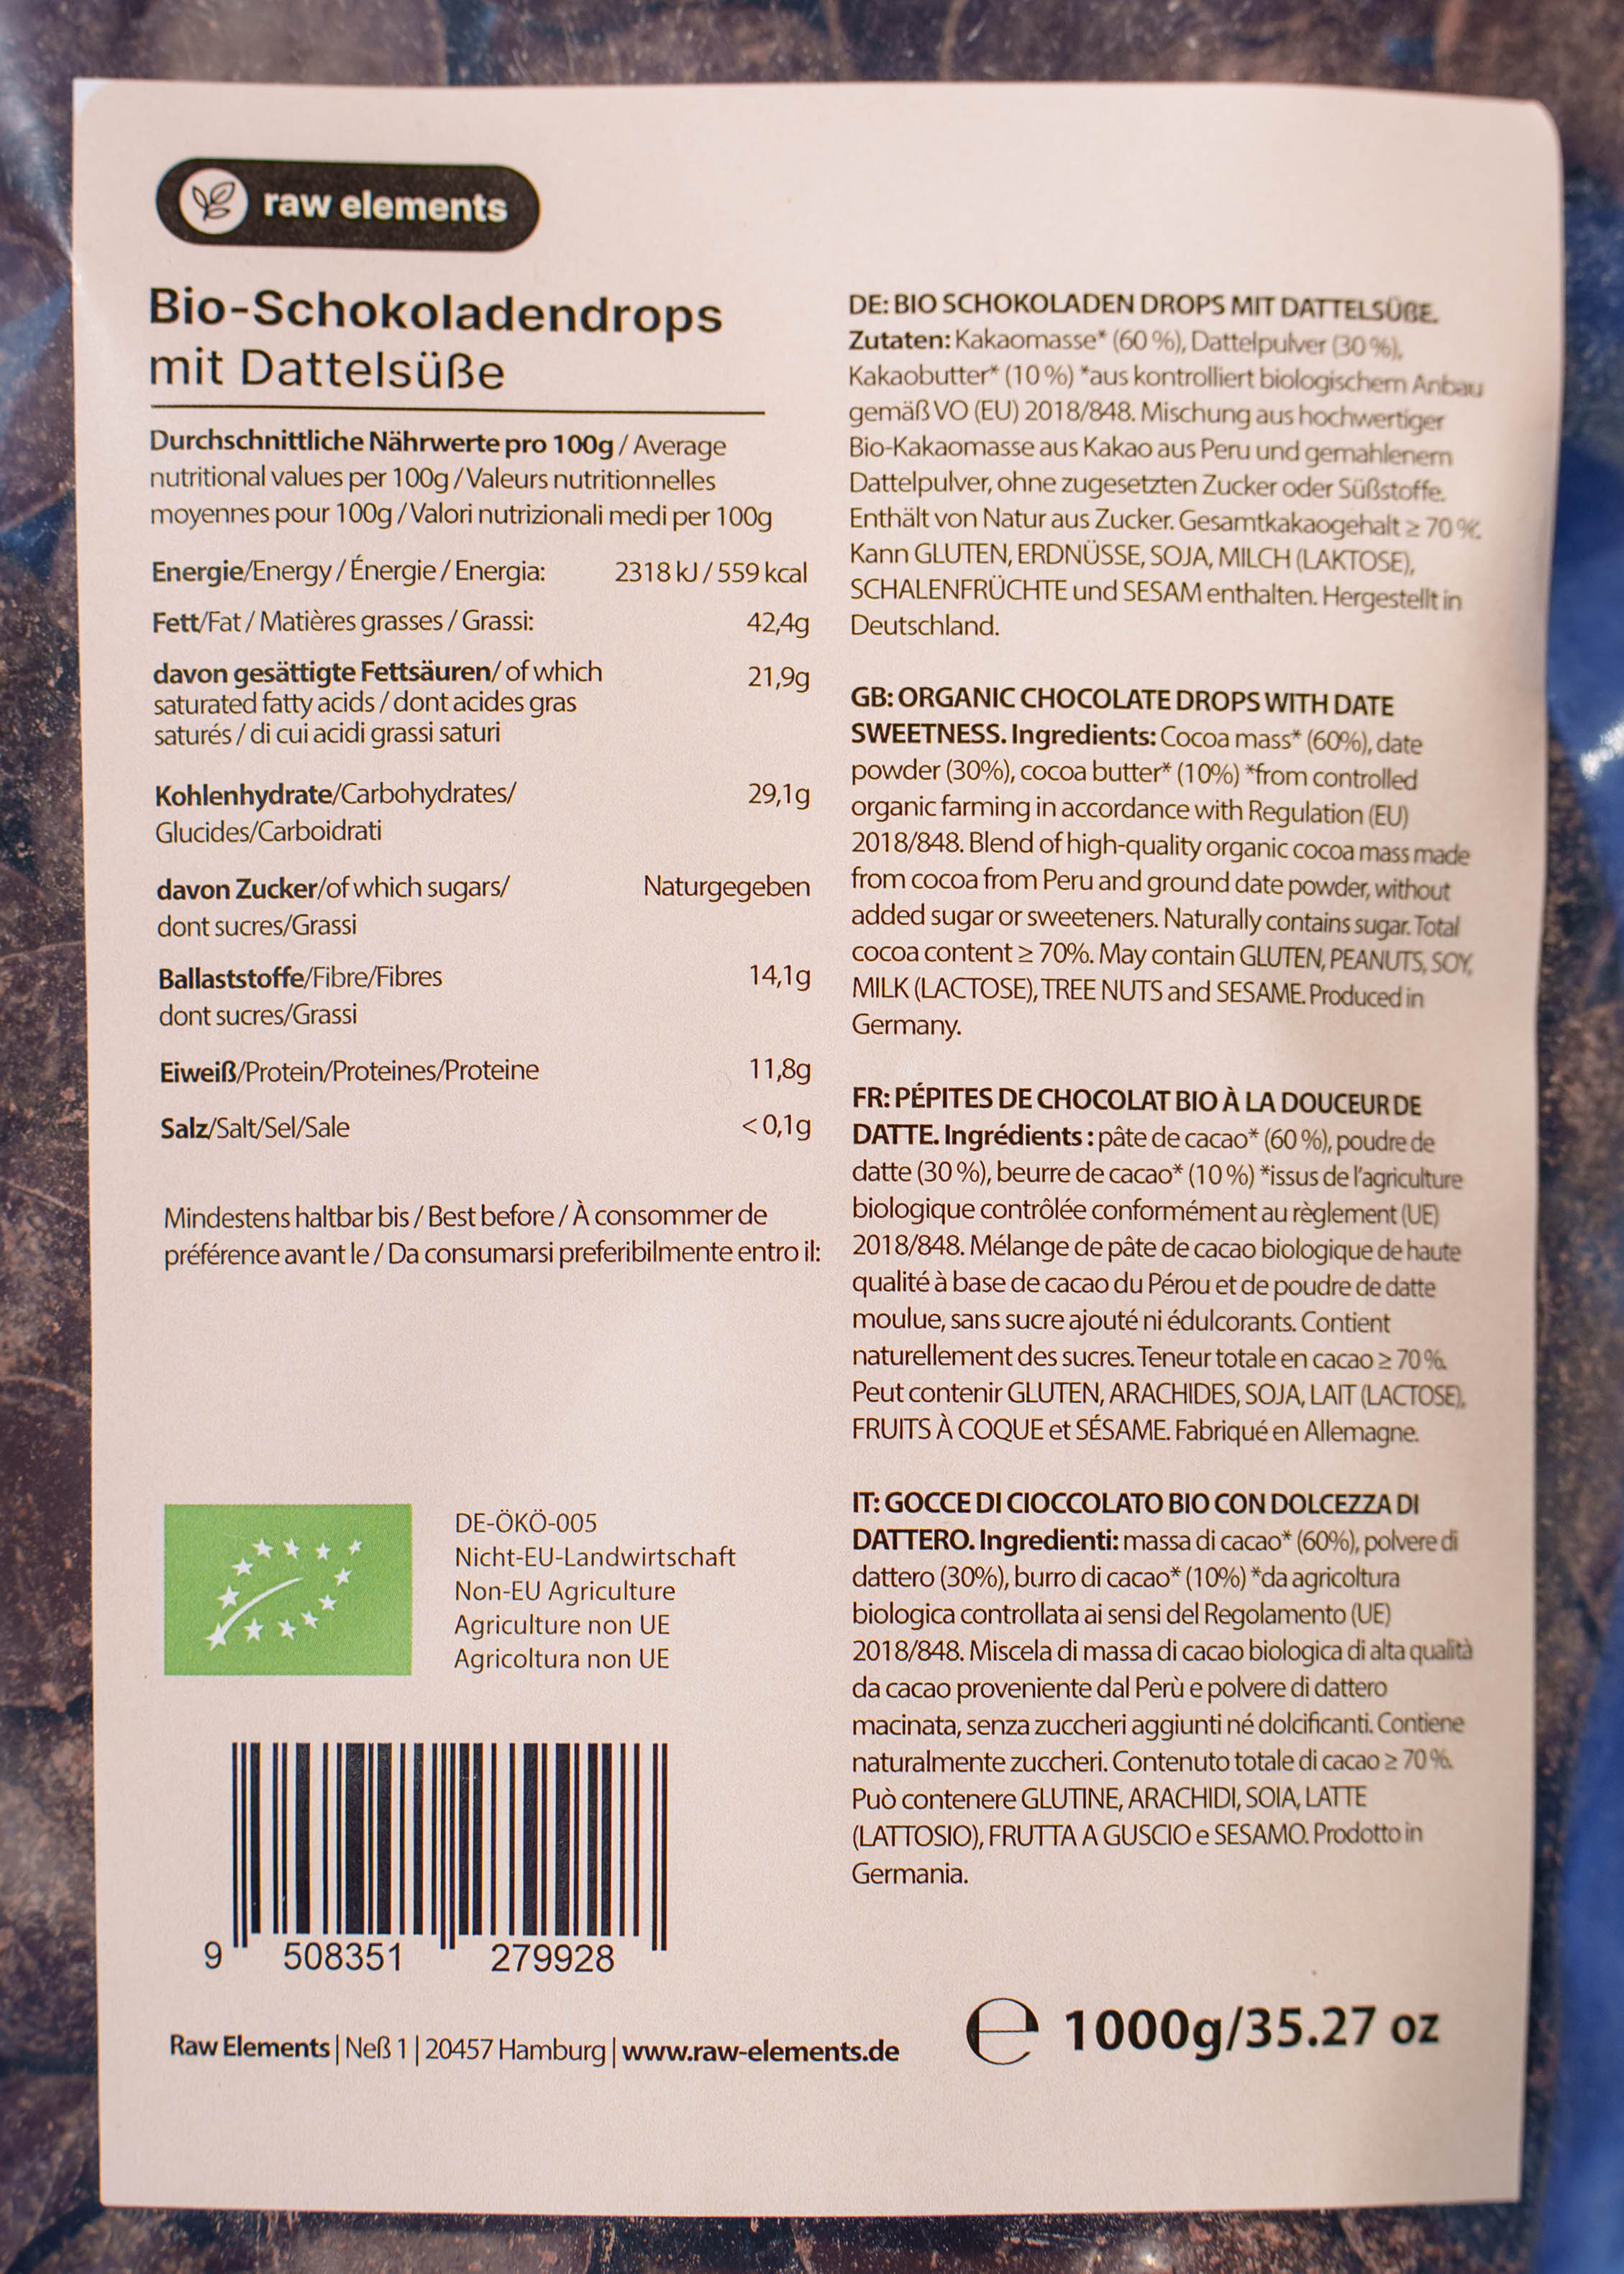 raw elements
Bio-Schokoladendrops
mit Dattelsüße
Durchschnittliche Nährwerte pro 100g / Average
nutritional values per 100g / Valeurs nutritionnelles
moyennes pour 100g / Valori nutrizionali medi per 100g
Energie/Energy / Énergie / Energia: 2318 kJ / 559 kcal
Fett/Fat / Matières grasses / Grassi: 42,4g
davon gesättigte Fettsäuren/ of which 21,9g
saturated fatty acids / dont acides gras
saturés / di cui acidi grassi saturi
Kohlenhydrate/Carbohydrates/ 29,1g
Glucides/Carboidrati
davon Zucker/of which sugars/ Naturgegeben
dont sucres/Grassi
Ballaststoffe/Fibre/Fibres 14,1g
dont sucres/Grassi
Eiweiß/Protein/Proteines/Proteine 11,8g
Salz/Salt/Sel/Sale <0,1g
Mindestens haltbar bis / Best before / À consommer de
préférence avant le / Da consumarsi preferibilmente entro il:
DE-ÖKÖ-005
Nicht-EU-Landwirtschaft
Non-EU Agriculture
Agriculture non UE
Agricoltura non UE
9 508351 279928
Raw Elements | Neß 1 | 20457 Hamburg | www.raw-elements.de
DE: BIO SCHOKOLADEN DROPS MIT DATTELSÜßE.
Zutaten: Kakaomasse* (60 %), Dattelpulver (30 %),
Kakaobutter* (10 %) *aus kontrolliert biologischem Anbau
gemäß VO (EU) 2018/848. Mischung aus hochwertiger
Bio-Kakaomasse aus Kakao aus Peru und gemahlenem
Dattelpulver, ohne zugesetzten Zucker oder Süßstoffe.
Enthält von Natur aus Zucker. Gesamtkakaogehalt ≥ 70 %.
Kann GLUTEN, ERDNÜSSE, SOJA, MILCH (LAKTOSE),
SCHALENFRÜCHTE und SESAM enthalten. Hergestellt in
Deutschland.
GB: ORGANIC CHOCOLATE DROPS WITH DATE
SWEETNESS. Ingredients: Cocoa mass* (60%), date
powder (30%), cocoa butter* (10%) *from controlled
organic farming in accordance with Regulation (EU)
2018/848. Blend of high-quality organic cocoa mass made
from cocoa from Peru and ground date powder, without
added sugar or sweeteners. Naturally contains sugar. Total
cocoa content ≥ 70%. May contain GLUTEN, PEANUTS, SOY,
MILK (LACTOSE), TREE NUTS and SESAME. Produced in
Germany.
FR: PÉPITES DE CHOCOLAT BIO À LA DOUCEUR DE
DATTE. Ingrédients : pâte de cacao* (60 %), poudre de
datte (30 %), beurre de cacao* (10 %) *issus de l'agriculture
biologique contrôlée conformément au règlement (UE)
2018/848. Mélange de pâte de cacao biologique de haute
qualité à base de cacao du Pérou et de poudre de datte
moulue, sans sucre ajouté ni édulcorants. Contient
naturellement des sucres. Teneur totale en cacao ≥ 70 %.
Peut contenir GLUTEN, ARACHIDES, SOJA, LAIT (LACTOSE),
FRUITS À COQUE et SÉSAME. Fabriqué en Allemagne.
IT: GOCCE DI CIOCCOLATO BIO CON DOLCEZZA DI
DATTERO. Ingredienti: massa di cacao* (60%), polvere di
dattero (30%), burro di cacao* (10%) *da agricoltura
biologica controllata ai sensi del Regolamento (UE)
2018/848. Miscela di massa di cacao biologica di alta qualità
da cacao proveniente dal Perù e polvere di dattero
macinata, senza zuccheri aggiunti né dolcificanti. Contiene
naturalmente zuccheri. Contenuto totale di cacao ≥ 70 %.
Può contenere GLUTINE, ARACHIDI, SOIA, LATTE
(LATTOSIO), FRUTTA A GUSCIO e SESAMO. Prodotto in
Germania.
e 1000g/35.27 oz